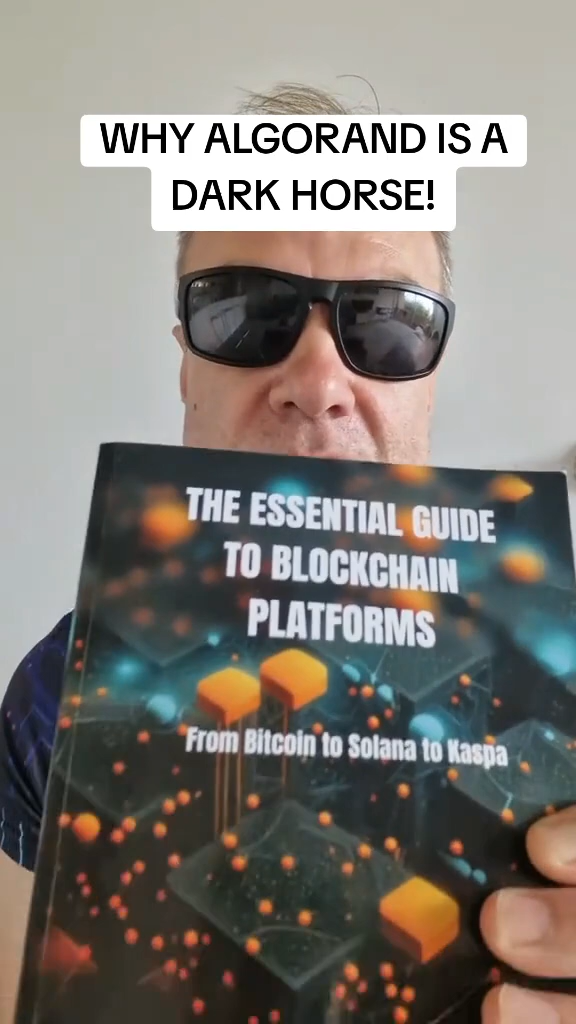 WHY ALGORAND IS A
DARK HORSE!
THE ESSENTIAL GUIDE
TO BLOCKCHAIN
PLATFORMS
From Bitcoin to Solana to Kaspa